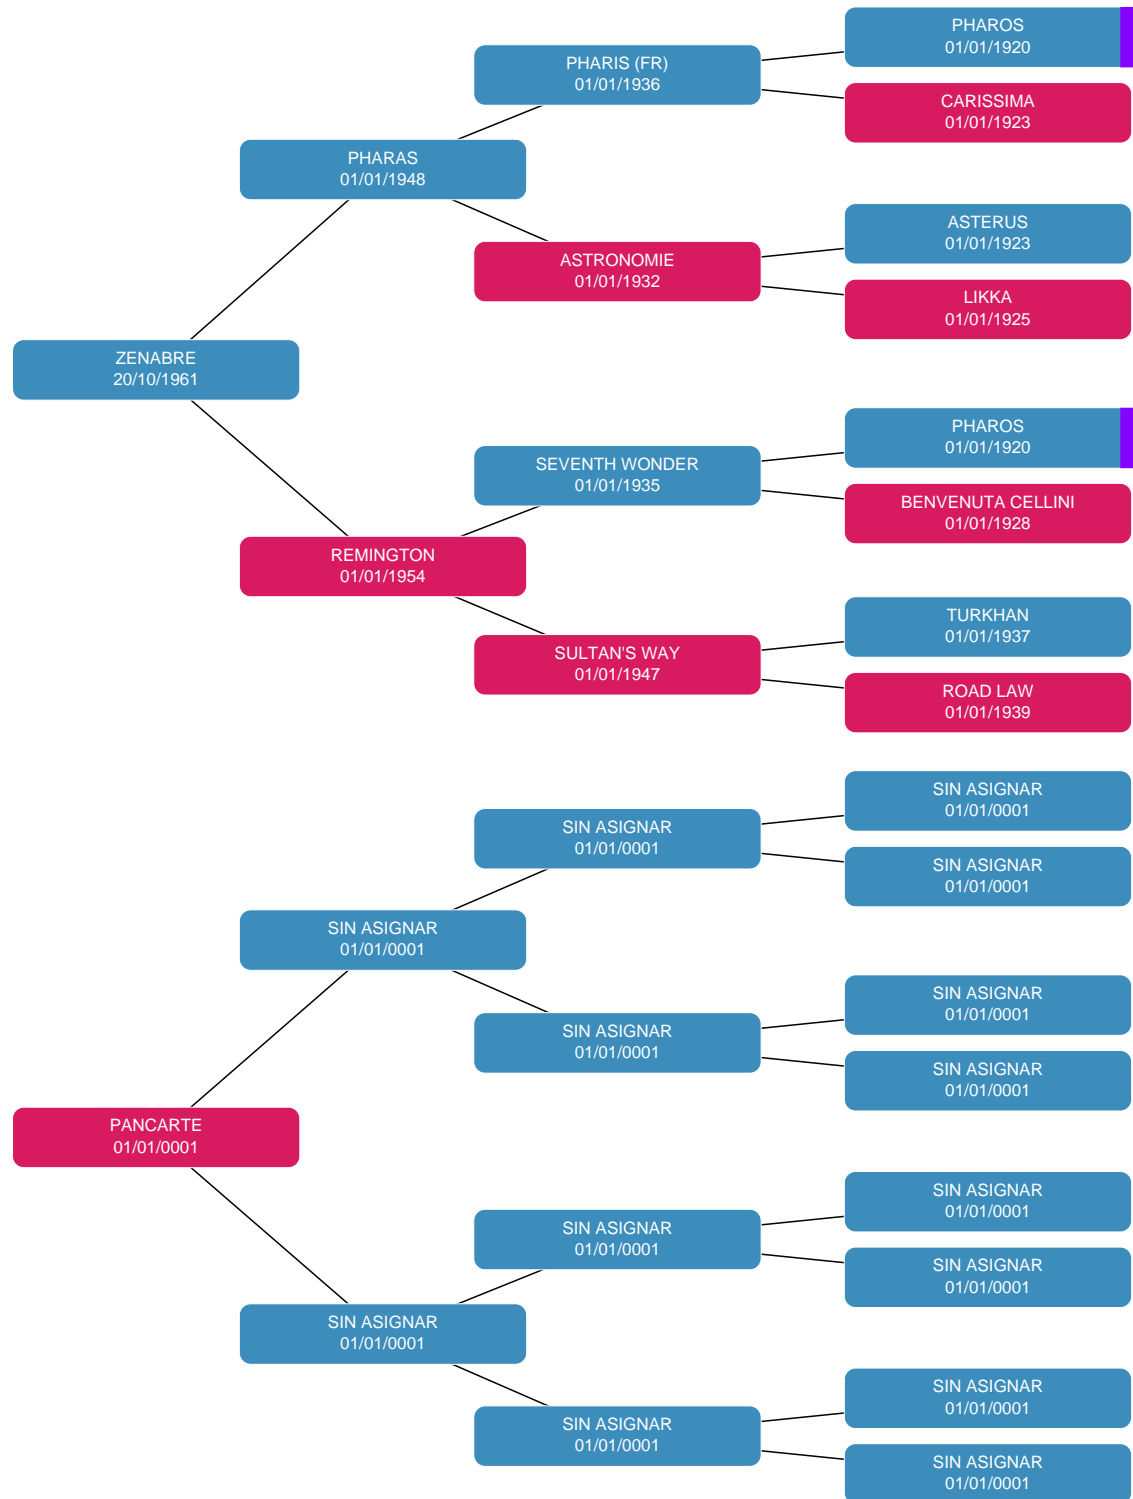 PHAROS
01/01/1920
PHARIS (FR)
01/01/1936
CARISSIMA
01/01/1923
PHARAS
01/01/1948
ASTERUS
01/01/1923
ASTRONOMIE
01/01/1932
LIKKA
01/01/1925
ZENABRE
20/10/1961
PHAROS
01/01/1920
SEVENTH WONDER
01/01/1935
BENVENUTA CELLINI
01/01/1928
REMINGTON
01/01/1954
TURKHAN
01/01/1937
SULTAN'S WAY
01/01/1947
ROAD LAW
01/01/1939
SIN ASIGNAR
01/01/0001
SIN ASIGNAR
01/01/0001
SIN ASIGNAR
01/01/0001
SIN ASIGNAR
01/01/0001
SIN ASIGNAR
01/01/0001
SIN ASIGNAR
01/01/0001
SIN ASIGNAR
01/01/0001
PANCARTE
01/01/0001
SIN ASIGNAR
01/01/0001
SIN ASIGNAR
01/01/0001
SIN ASIGNAR
01/01/0001
SIN ASIGNAR
01/01/0001
SIN ASIGNAR
01/01/0001
SIN ASIGNAR
01/01/0001
SIN ASIGNAR
01/01/0001